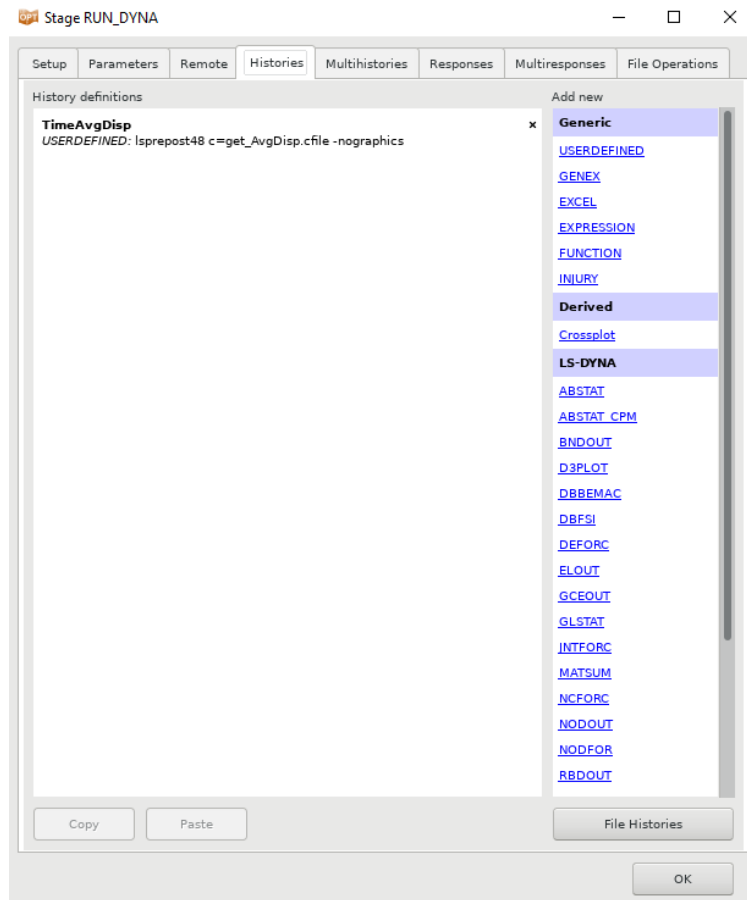 OPT Stage RUN_DYNA
Setup Parameters Remote Histories Multihistories Responses Multiresponses File Operations
History definitions
TimeAvgDisp
USERDEFINED: lsprepost48 c=get_AvgDisp.cfile -nographics
Add new
Generic
USERDEFINED
GENEX
EXCEL
EXPRESSION
FUNCTION
INJURY
Derived
Crossplot
LS-DYNA
ABSTAT
ABSTAT_CPM
BNDOUT
D3PLOT
DBBEMAC
DBFSI
DEFORC
ELOUT
GCEOUT
GLSTAT
JNTFORC
MATSUM
NCFORC
NODOUT
NODFOR
RBDOUT
Copy Paste File Histories
OK